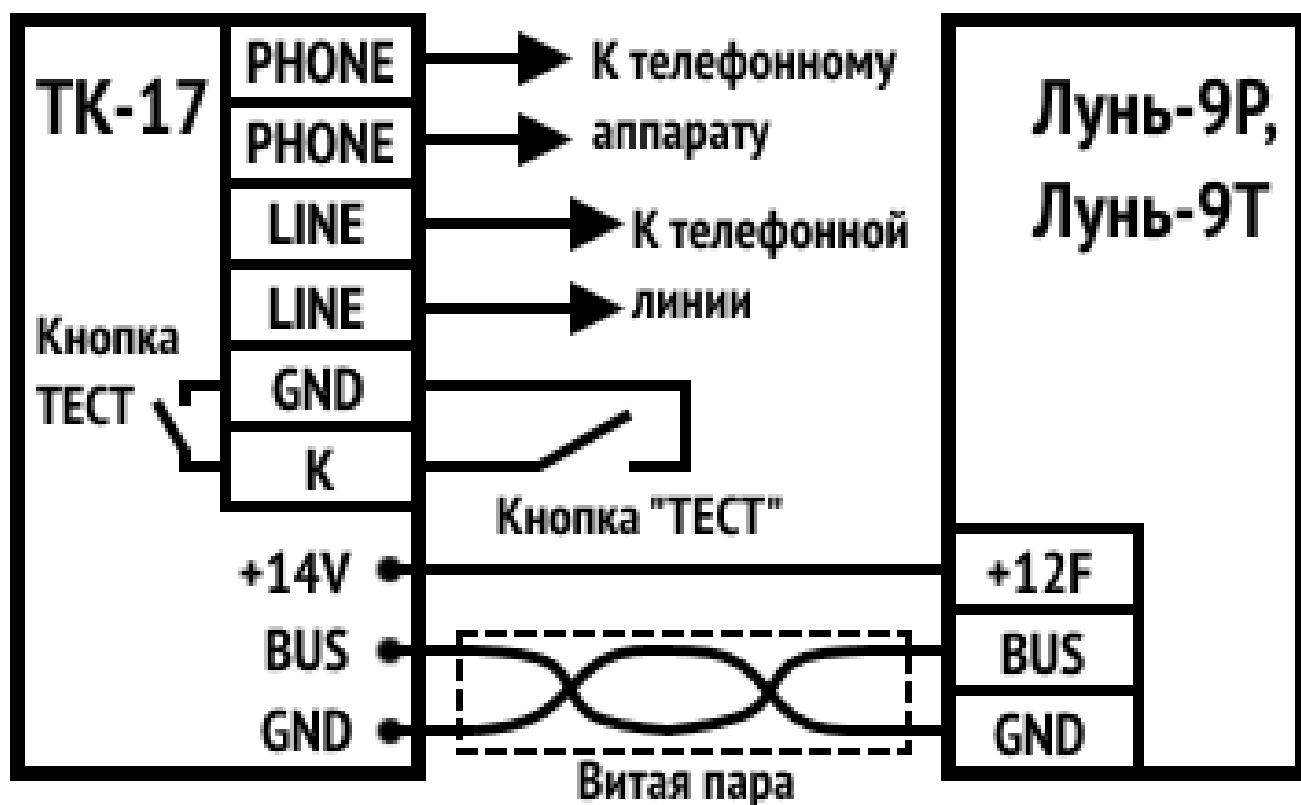 ТК-17
PHONE
PHONE
LINE
LINE
GND
К
К телефонному
аппарату
К телефонной
линии
Кнопка
ТЕСТ
Кнопка "ТЕСТ"
+14V
BUS
GND
Витая пара
Лунь-9Р,
Лунь-9Т
+12F
BUS
GND